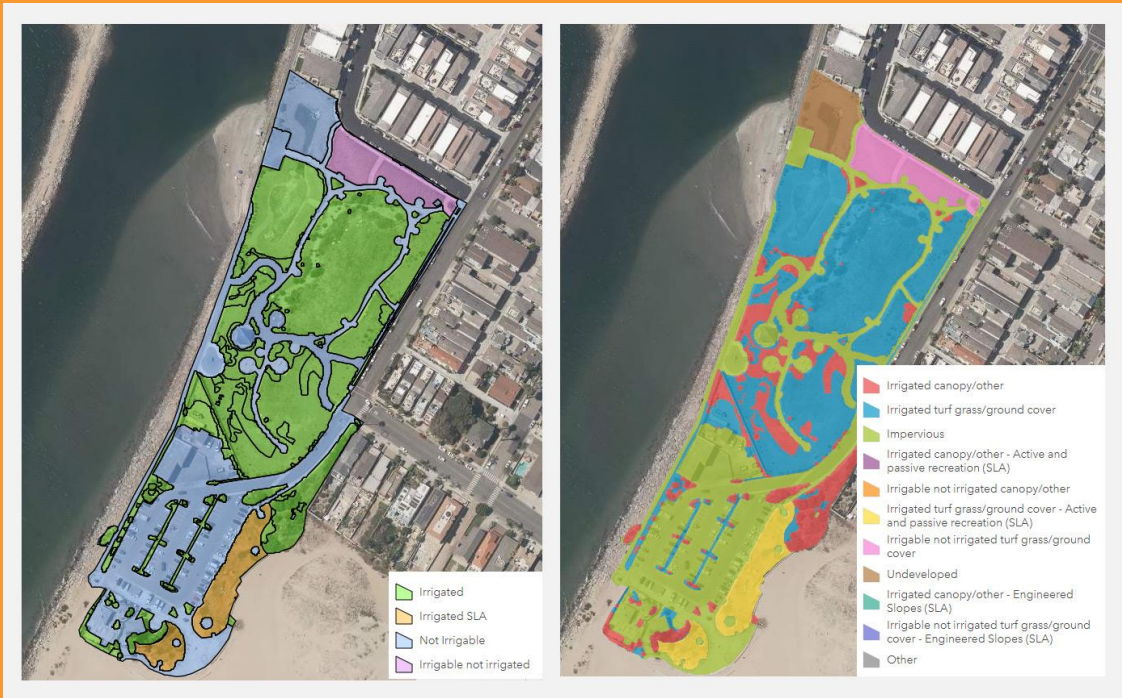 Irrigated
Irrigated SLA
Not Irrigable
Irrigable not irrigated
Irrigated canopy/other
Irrigated turf grass/ground cover
Impervious
Irrigated canopy/other - Active and
passive recreation (SLA)
Irrigable not irrigated canopy/other
Irrigated turf grass/ground cover - Active
and passive recreation (SLA)
Irrigable not irrigated turf grass/ground
cover
Undeveloped
Irrigated canopy/other - Engineered
Slopes (SLA)
Irrigable not irrigated turf grass/ground
cover - Engineered Slopes (SLA)
Other